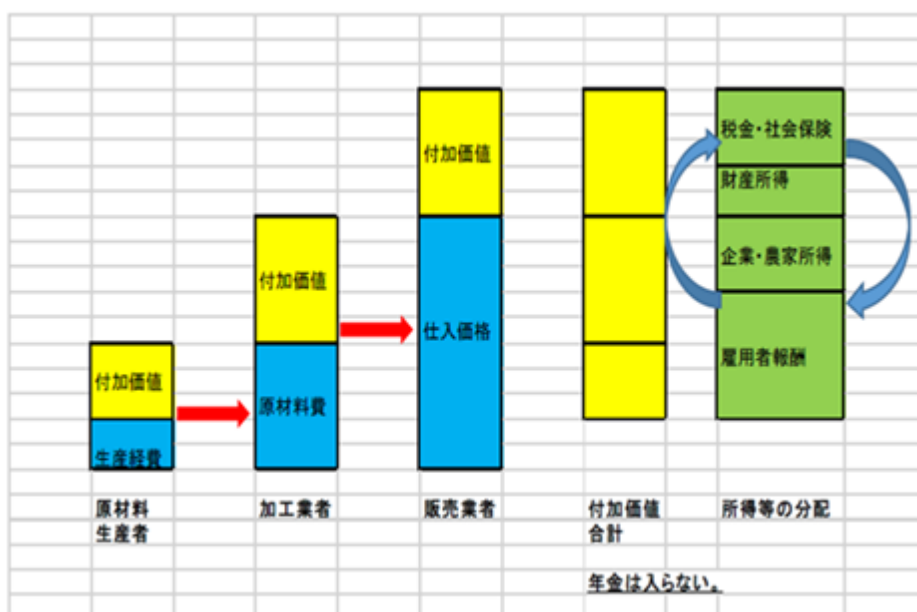 税金・社会保険
付加価値
財産所得
付加価値
企業・農家所得
仕入価格
雇用者報酬
付加価値
原材料費
生産経費
原材料
生産者
加工業者
販売業者
付加価値
合計
所得等の分配
年金は入らない。